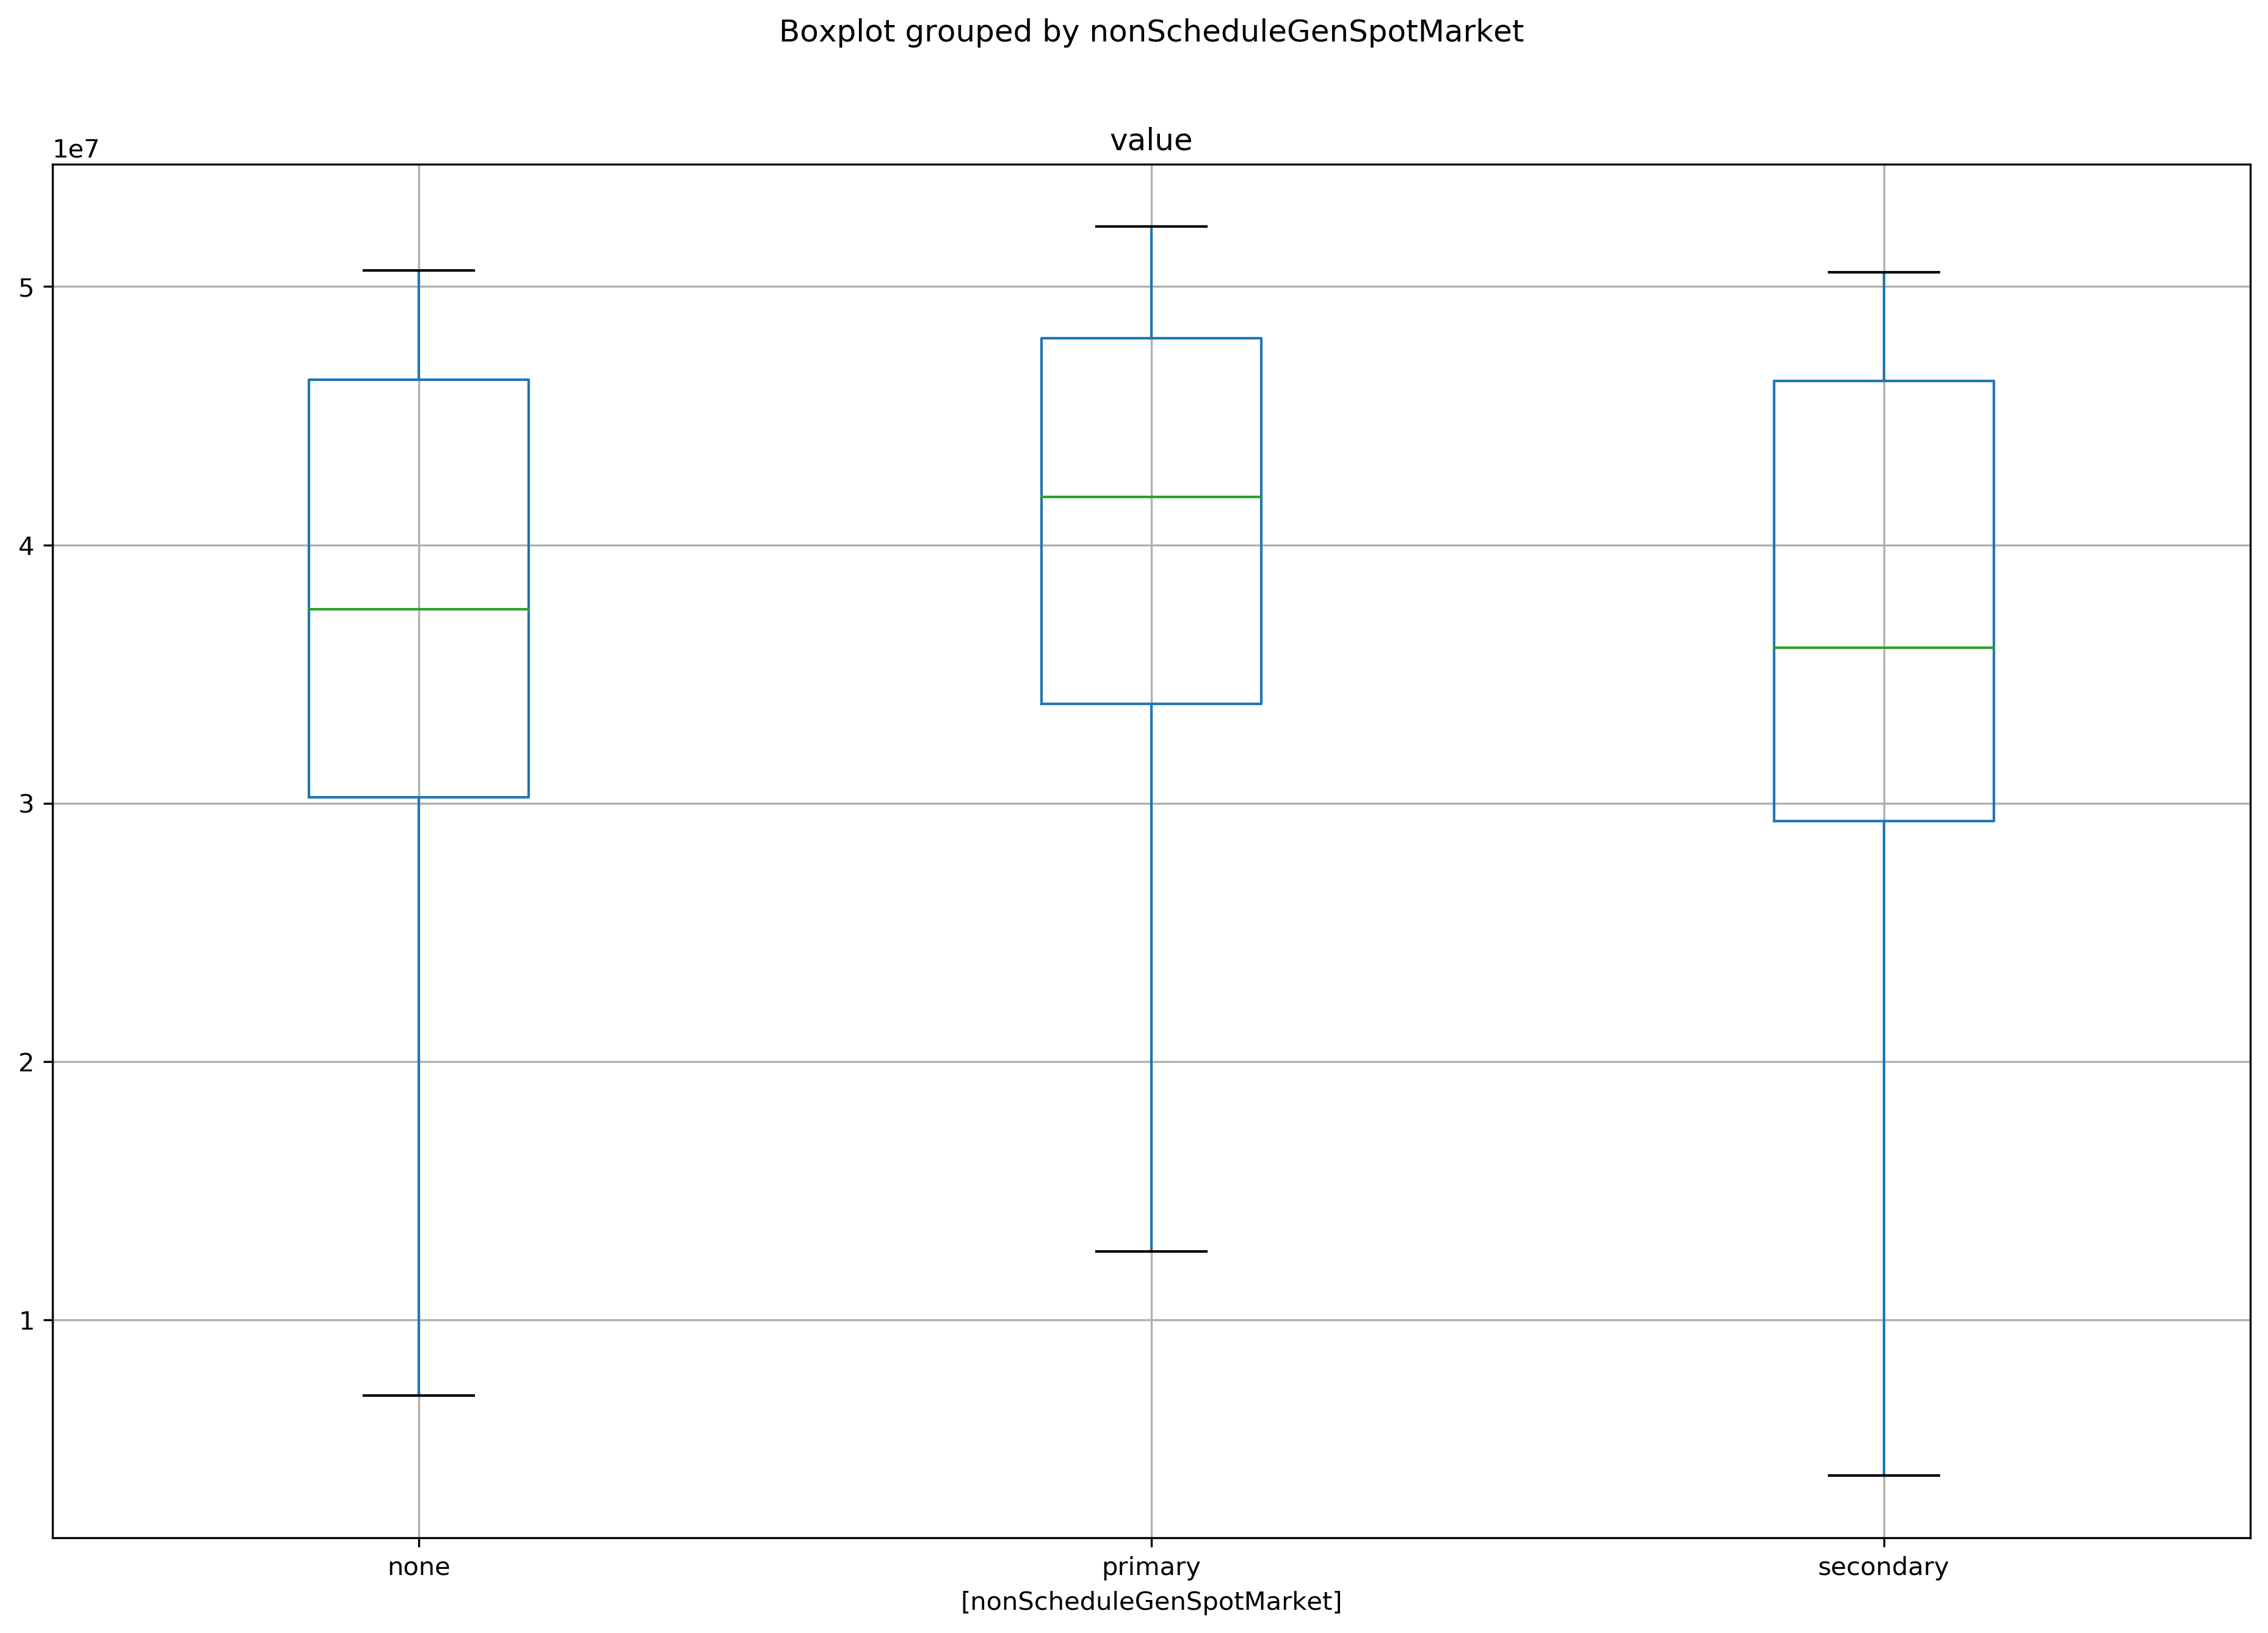 Boxplot grouped by nonScheduleGenSpotMarket
value
1e7
5
4
3
2
1
none primary secondary
[nonScheduleGenSpotMarket]